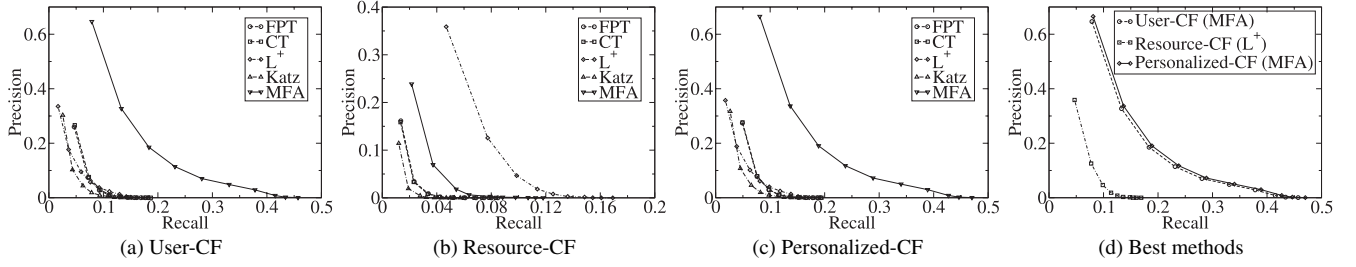 Precision
0.6
0.4
0.2
0
0
0.1
0.2
0.3
0.4
0.5
Recall
FPT
CT
L+
Katz
MFA
(a) User-CF
Precision
0.4
0.3
0.2
0.1
0.0
0
0.04
0.08
0.12
0.16
0.2
Recall
FPT
CT
L+
Katz
MFA
(b) Resource-CF
Precision
0.6
0.4
0.2
0
0
0.1
0.2
0.3
0.4
0.5
Recall
FPT
CT
L+
Katz
MFA
(c) Personalized-CF
Precision
0.6
0.4
0.2
0
0
0.1
0.2
0.3
0.4
0.5
Recall
User-CF (MFA)
Resource-CF (L+)
Personalized-CF (MFA)
(d) Best methods